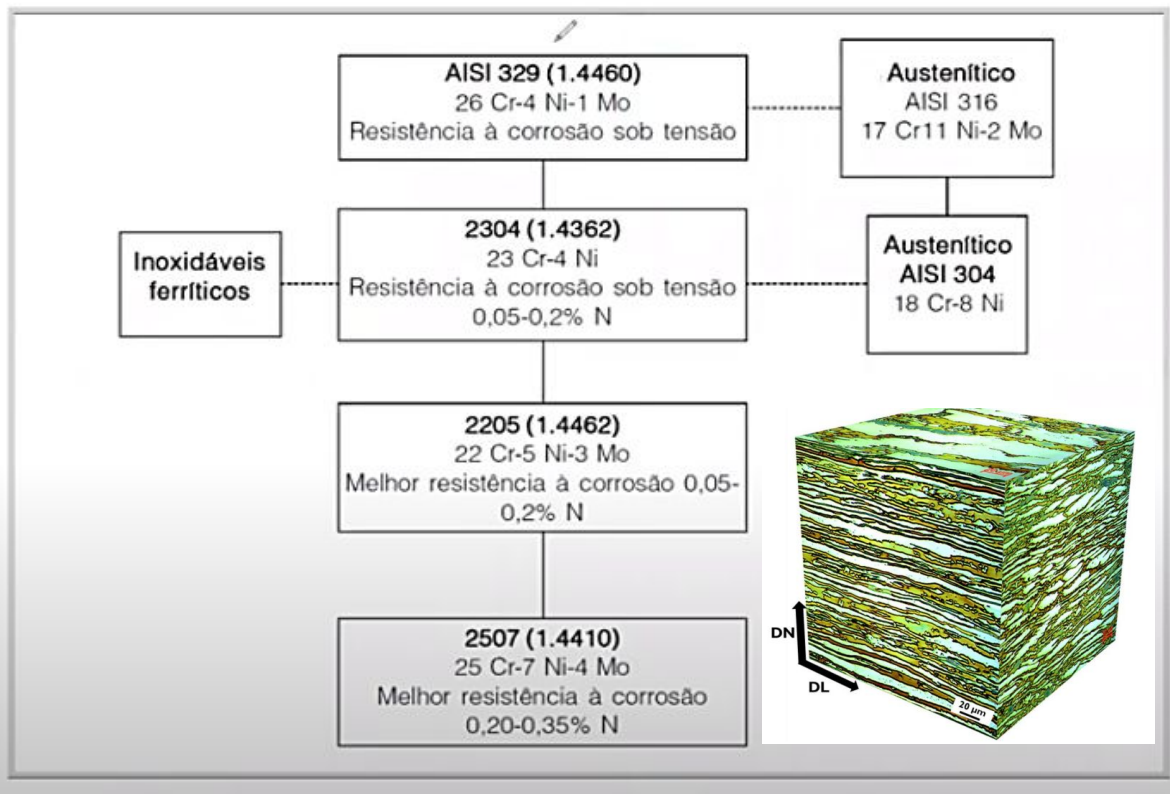 AISI 329 (1.4460)
26 Cr-4 Ni-1 Mo
Resistência à corrosão sob tensão
Austenítico
AISI 316
17 Cr11 Ni-2 Mo
Inoxidáveis
ferríticos
2304 (1.4362)
23 Cr-4 Ni
Resistência à corrosão sob tensão
0,05-0,2% N
Austenítico
AISI 304
18 Cr-8 Ni
2205 (1.4462)
22 Cr-5 Ni-3 Mo
Melhor resistência à corrosão 0,05-
0,2% N
2507 (1.4410)
25 Cr-7 Ni-4 Mo
Melhor resistência à corrosão
0,20-0,35% N
DN
DL
20 µm